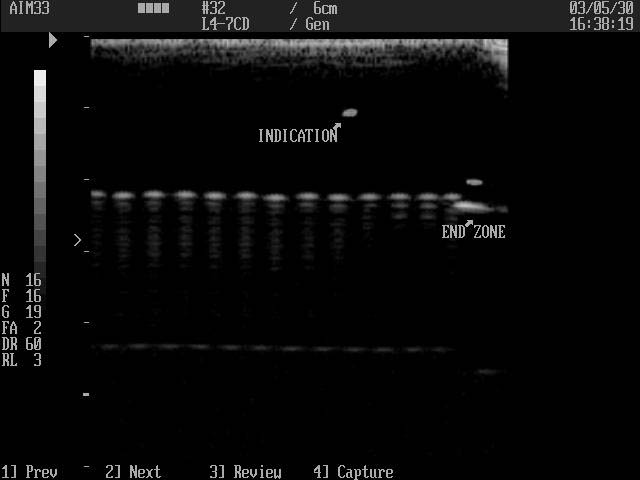 AIM33 #32 / 6cm 03/05/30
L4-7CD / Gen 16:38:19
INDICATION
END ZONE
N 16
F 16
G 19
FA 2
DR 60
RL 3
1] Prev 2] Next 3] Review 4] Capture